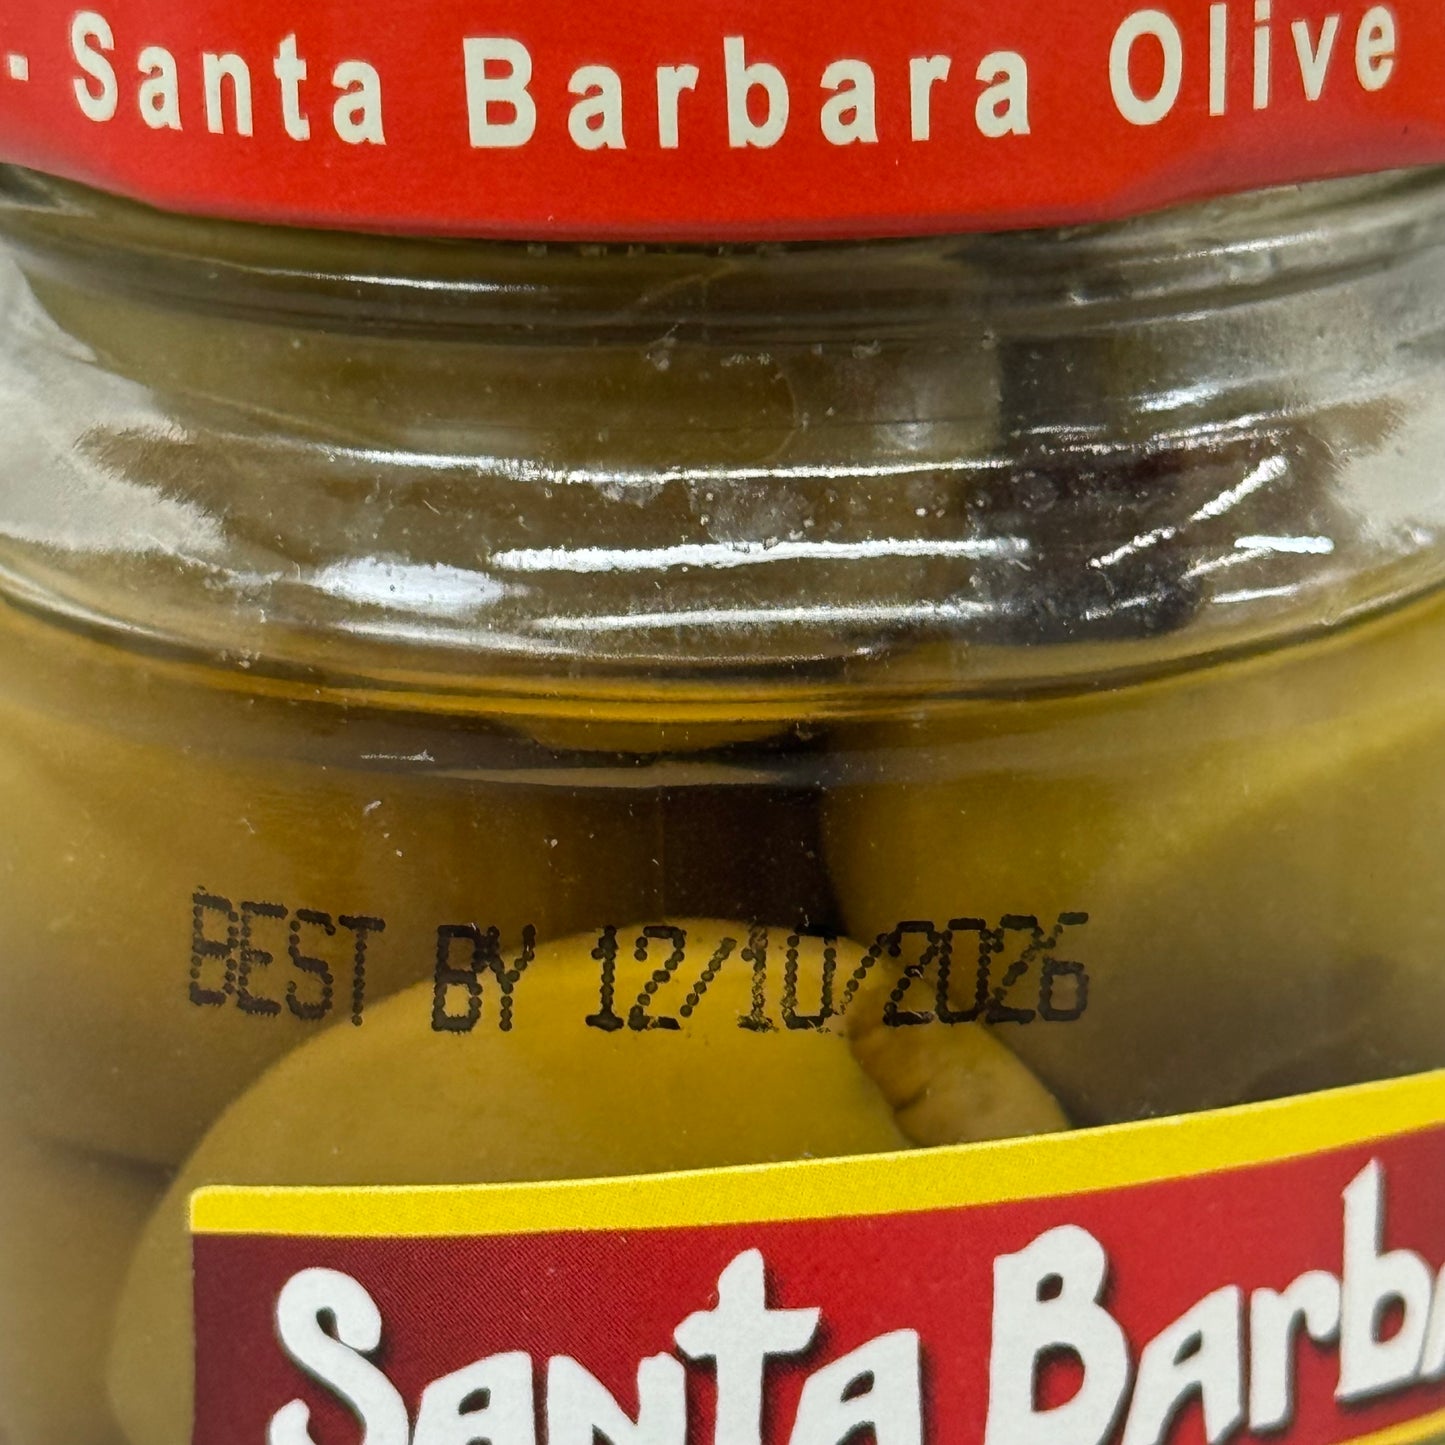 - Santa Barbara Olive
BEST BY 12/10/2026
Santa Barb